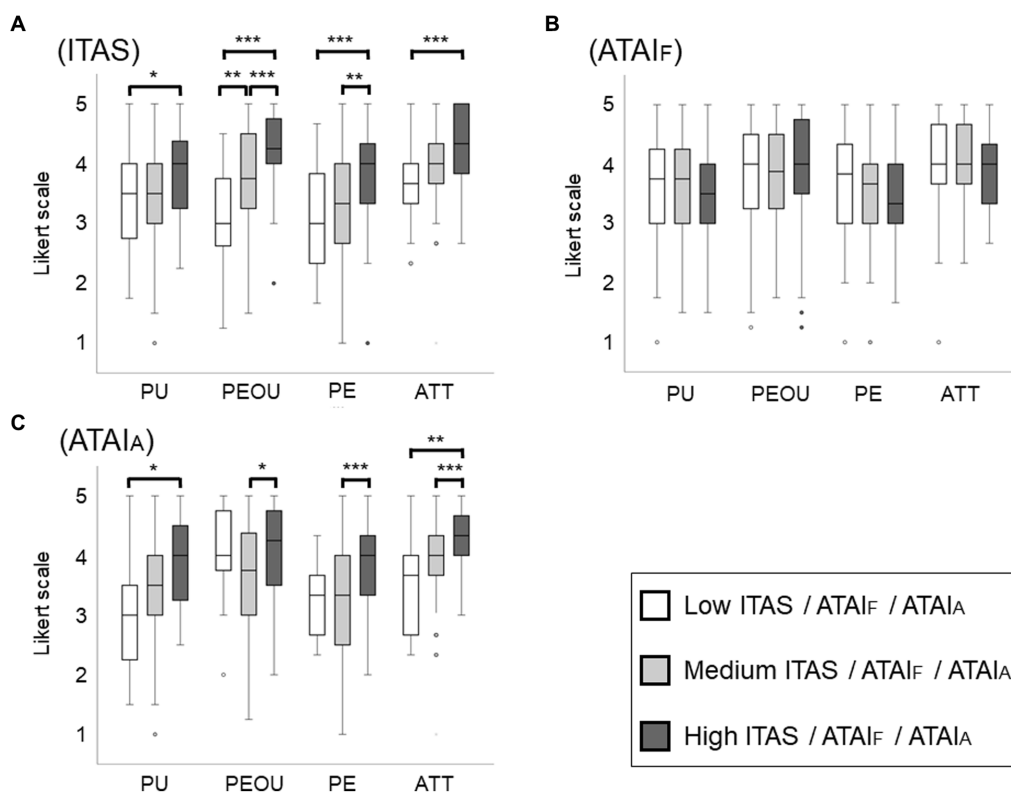 A
(ITAS)
*
***
** ***
***
**
***
Likert scale
5
4
3
2
1
PU PEOU PE ATT
...
B
(ATAIF)
Likert scale
5
4
3
2
1
PU PEOU PE ATT
C
(ATAIA)
*
*
***
**
***
Likert scale
5
4
3
2
1
PU PEOU PE ATT
Low ITAS / ATAIF / ATAIA
Medium ITAS / ATAIF / ATAIA
High ITAS / ATAIF / ATAIA